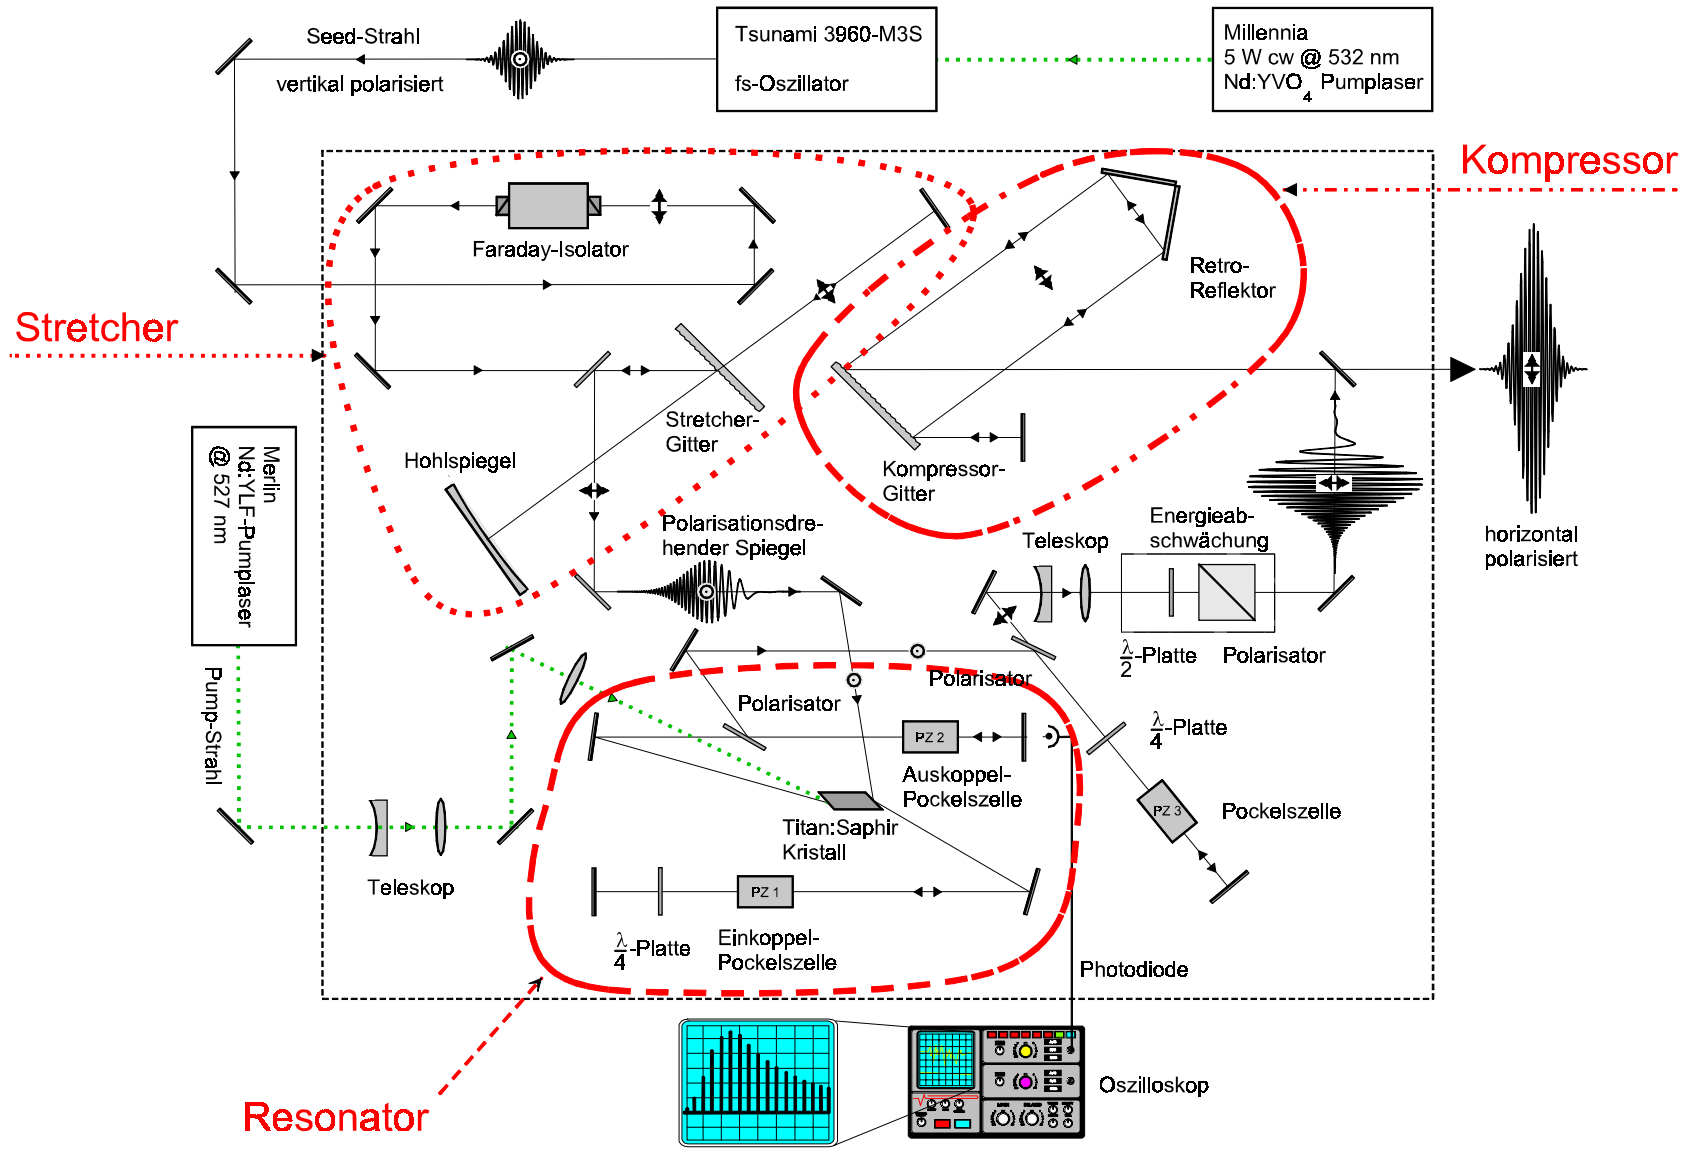 Seed-Strahl
vertikal polarisiert
Tsunami 3960-M3S
fs-Oszillator
Millennia
5 W cw @ 532 nm
Nd:YVO4 Pumplaser
Kompressor
Faraday-Isolator
Retro-
Reflektor
Stretcher
Stretcher-
Gitter
Hohlspiegel
Kompressor-
Gitter
Merlin
Nd:YLF-Pumplaser
@ 527 nm
Polarisationsdre-
hender Spiegel
Teleskop
Energieab-
schwächung
horizontal
polarisiert
λ/2-Platte
Polarisator
Polarisator
Polarisator
Pump-Strahl
λ/4-Platte
PZ 2
Auskoppel-
Pockelszelle
PZ 3
Pockelszelle
Titan:Saphir
Kristall
Teleskop
PZ 1
λ/4-Platte
Einkoppel-
Pockelszelle
Photodiode
Resonator
Oszilloskop